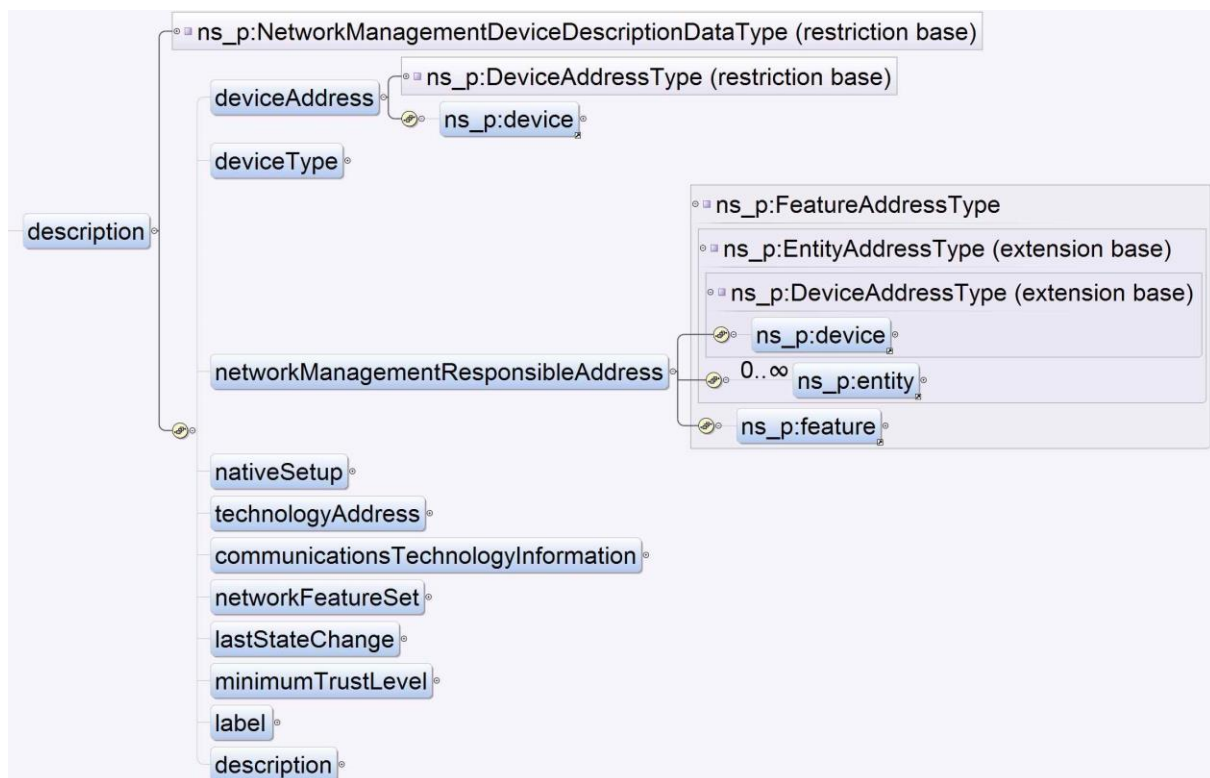 ns_p:NetworkManagementDeviceDescriptionDataType (restriction base)
deviceAddress
ns_p:DeviceAddressType (restriction base)
ns_p:device
deviceType
description
ns_p:FeatureAddressType
ns_p:EntityAddressType (extension base)
ns_p:DeviceAddressType (extension base)
ns_p:device
networkManagementResponsibleAddress
0..∞
ns_p:entity
ns_p:feature
nativeSetup
technologyAddress
communicationsTechnologyInformation
networkFeatureSet
lastStateChange
minimumTrustLevel
label
description